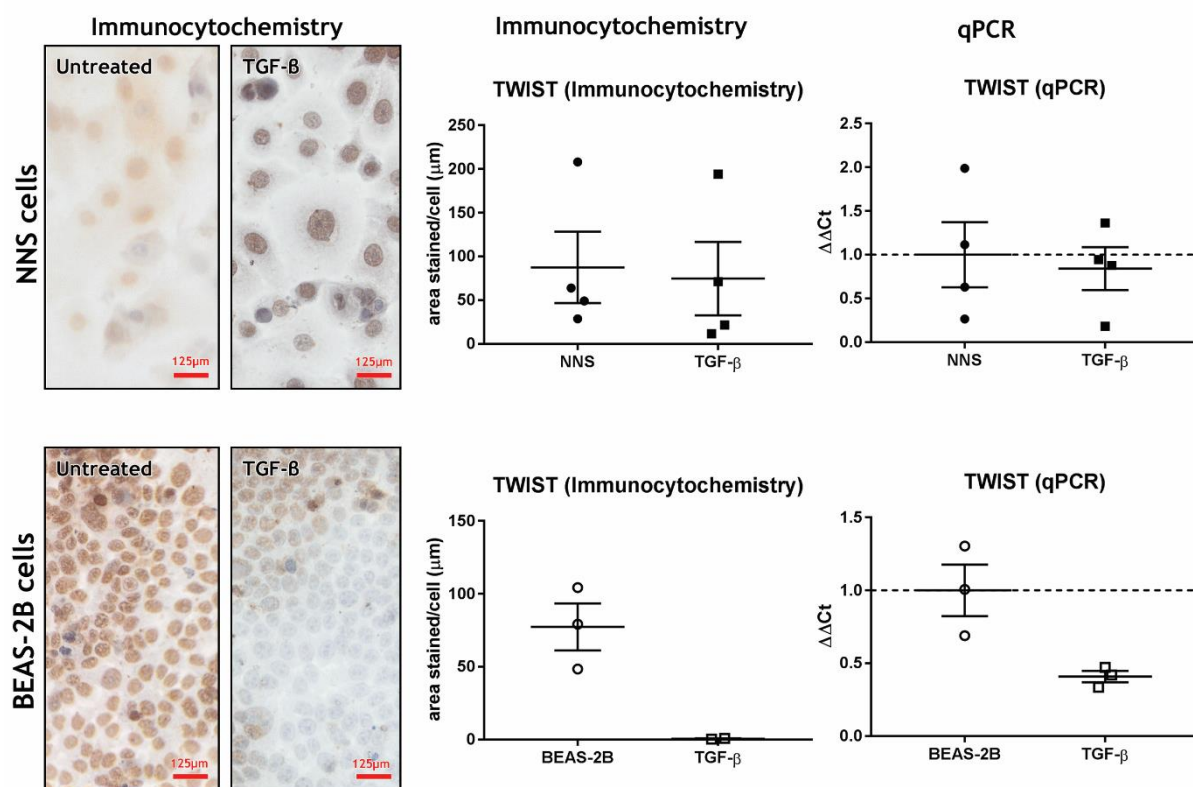 Immunocytochemistry
Immunocytochemistry
qPCR
NNS cells
Untreated
125µm
TGF-ß
125µm
TWIST (Immunocytochemistry)
area stained/cell (µm)
250
200
150
100
50
0
NNS
TGF-β
TWIST (qPCR)
ΔΔCt
2.5
2.0
1.5
1.0
0.5
0.0
NNS
TGF-β
BEAS-2B cells
Untreated
125µm
TGF-ß
125µm
TWIST (Immunocytochemistry)
area stained/cell (µm)
150
100
50
0
BEAS-2B
TGF-β
TWIST (qPCR)
ΔΔCt
1.5
1.0
0.5
0.0
BEAS-2B
TGF-β